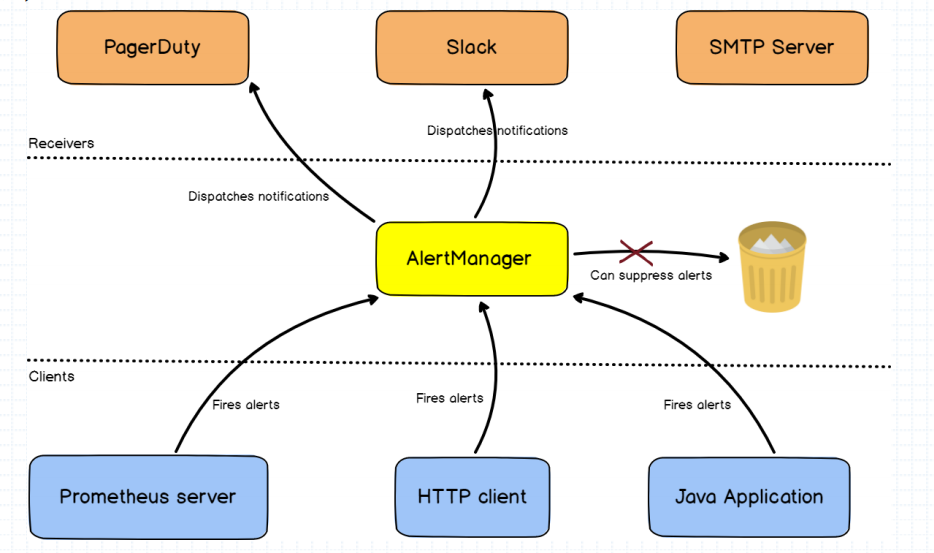 PagerDuty
Slack
SMTP Server
Dispatches notifications
Receivers
Dispatches notifications
AlertManager
Can suppress alerts
Clients
Fires alerts
Fires alerts
Fires alerts
Prometheus server
HTTP client
Java Application